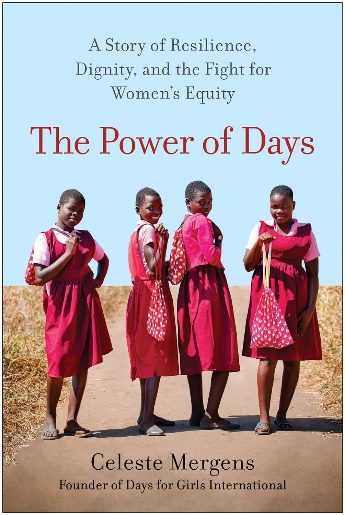 A Story of Resilience,
Dignity, and the Fight for
Women's Equity
The Power of Days
Celeste Mergens
Founder of Days for Girls International